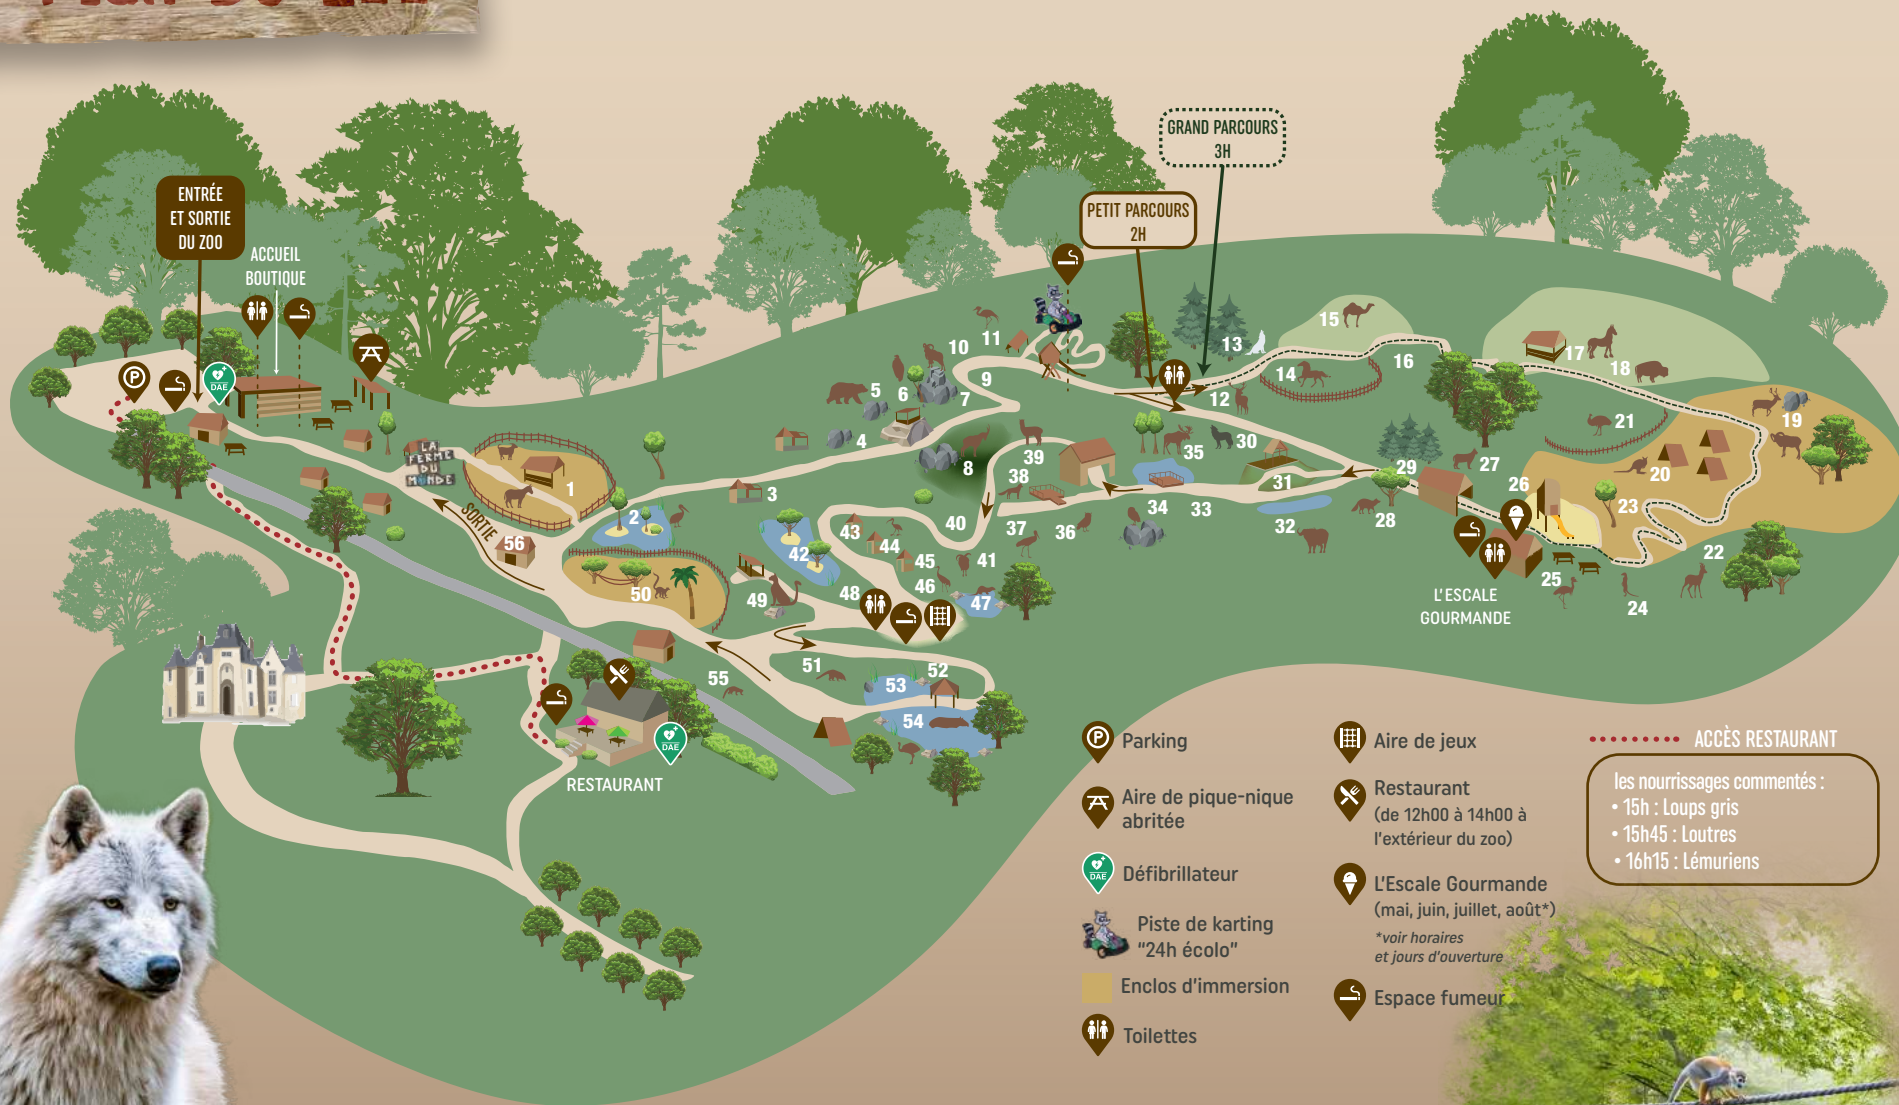 ENTRÉE
ET SORTIE
DU ZOO
ACCUEIL
BOUTIQUE
GRAND PARCOURS
3H
PETIT PARCOURS
2H
LA
FERME
DU
MONDE
SORTIE
1
2
3
4
5
6
7
8
9
10
11
12
13
14
15
16
17
18
19
20
21
22
23
24
25
26
27
28
29
30
31
32
33
34
35
36
37
38
39
40
41
42
43
44
45
46
47
48
49
50
51
52
53
54
55
56
P
DAE
L'ESCALE
GOURMANDE
DAE
RESTAURANT
P Parking
Aire de pique-nique
abritée
DAE Défibrillateur
Piste de karting
"24h écolo"
Enclos d'immersion
Toilettes
Aire de jeux
Restaurant
(de 12h00 à 14h00 à
l'extérieur du zoo)
L'Escale Gourmande
(mai, juin, juillet, août*)
*voir horaires
et jours d'ouverture
Espace fumeur
ACCÈS RESTAURANT
les nourrissages commentés :
• 15h : Loups gris
• 15h45 : Loutres
• 16h15 : Lémuriens